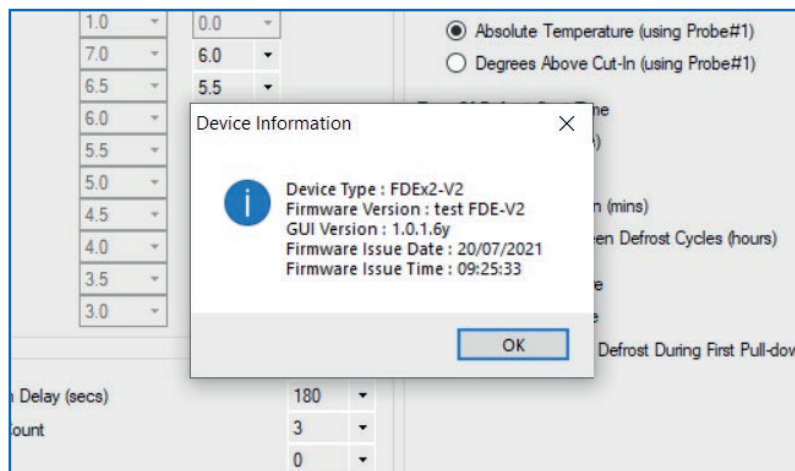 1.0 0.0
7.0 6.0
6.5 5.5
6.0
5.5
5.0
4.5
4.0
3.5
3.0
Absolute Temperature (using Probe#1)
Degrees Above Cut-In (using Probe#1)
Device Information
Device Type : FDEx2-V2
Firmware Version : test FDE-V2
GUI Version : 1.0.1.6y
Firmware Issue Date : 20/07/2021
Firmware Issue Time : 09:25:33
OK
(mins)
Defrost Cycles (hours)
Defrost During First
Delay (secs) 180
3
0